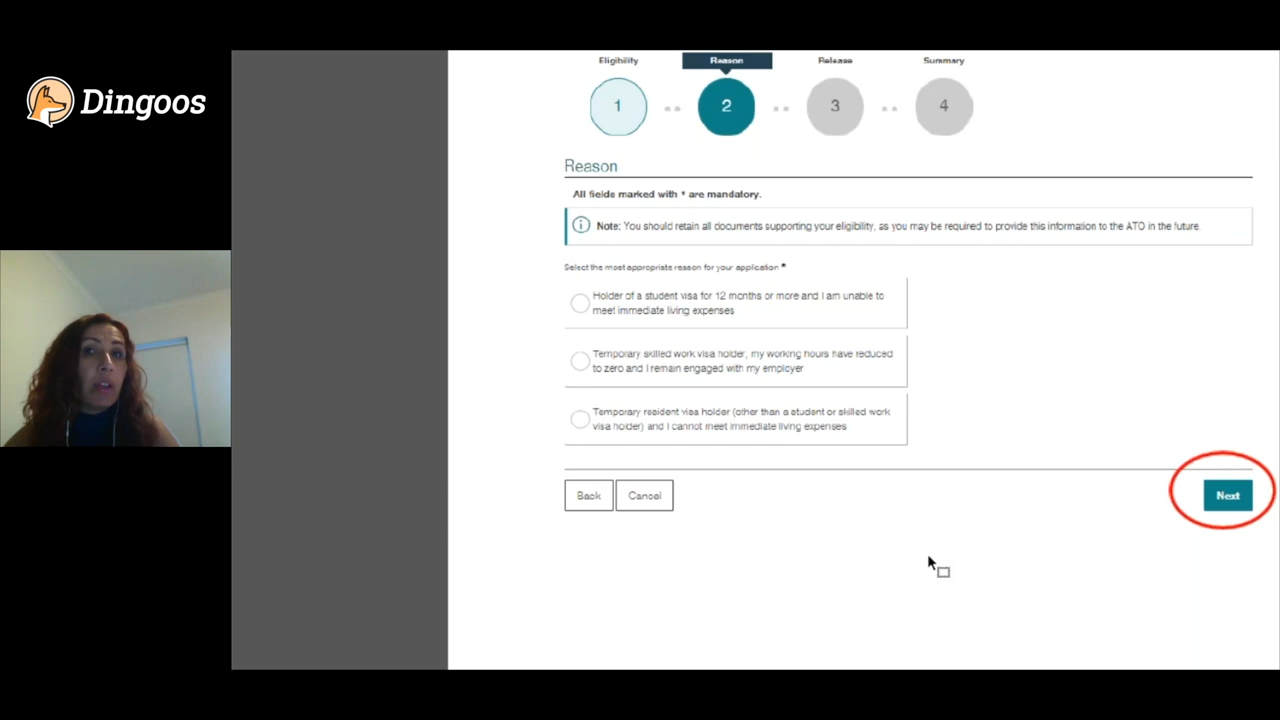 Dingoos
Eligibility
Reason
Release
Summary
1
2
3
4
Reason
All fields marked with * are mandatory.
Note: You should retain all documents supporting your eligibility, as you may be required to provide this information to the ATO in the future.
Select the most appropriate reason for your application *
Holder of a student visa for 12 months or more and I am unable to
meet immediate living expenses
Temporary skilled work visa holder, my working hours have reduced
to zero and I remain engaged with my employer
Temporary resident visa holder (other than a student or skilled work
visa holder) and I cannot meet immediate living expenses
Back
Cancel
Next